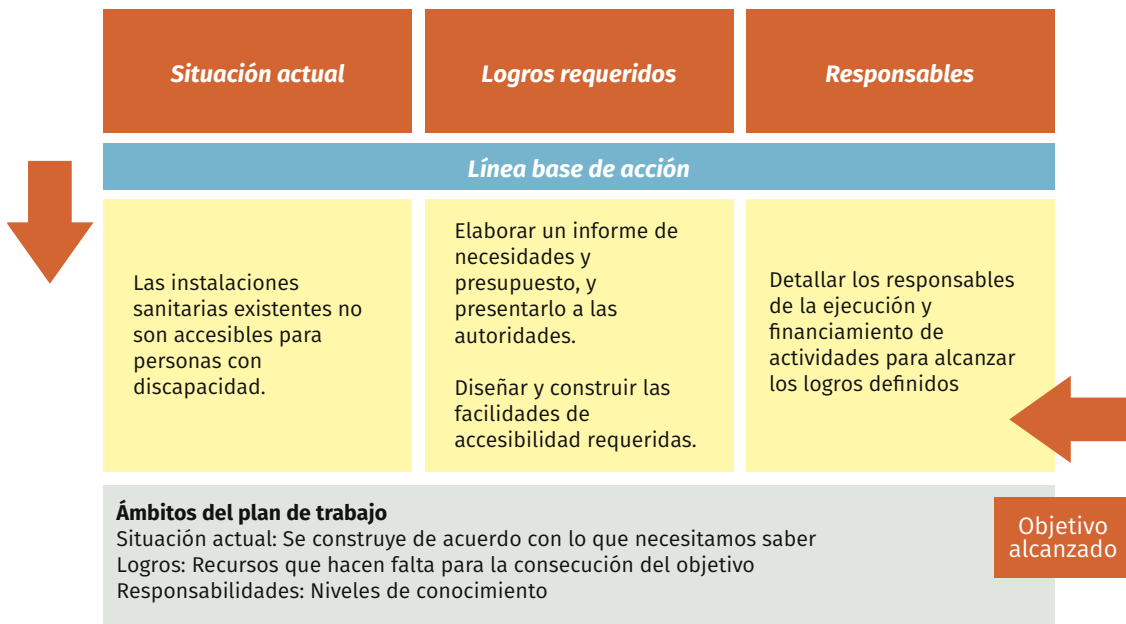 Situación actual
Logros requeridos
Responsables
Línea base de acción
Las instalaciones
sanitarias existentes no
son accesibles para
personas con
discapacidad.
Elaborar un informe de
necesidades y
presupuesto, y
presentarlo a las
autoridades.
Diseñar y construir las
facilidades de
accesibilidad requeridas.
Detallar los responsables
de la ejecución y
financiamiento de
actividades para alcanzar
los logros definidos
Ámbitos del plan de trabajo
Situación actual: Se construye de acuerdo con lo que necesitamos saber
Logros: Recursos que hacen falta para la consecución del objetivo
Responsabilidades: Niveles de conocimiento
Objetivo
alcanzado